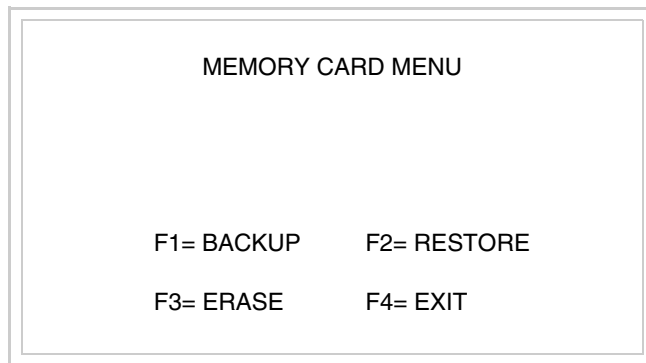 MEMORY CARD MENU
F1= BACKUP F2= RESTORE
F3= ERASE F4= EXIT